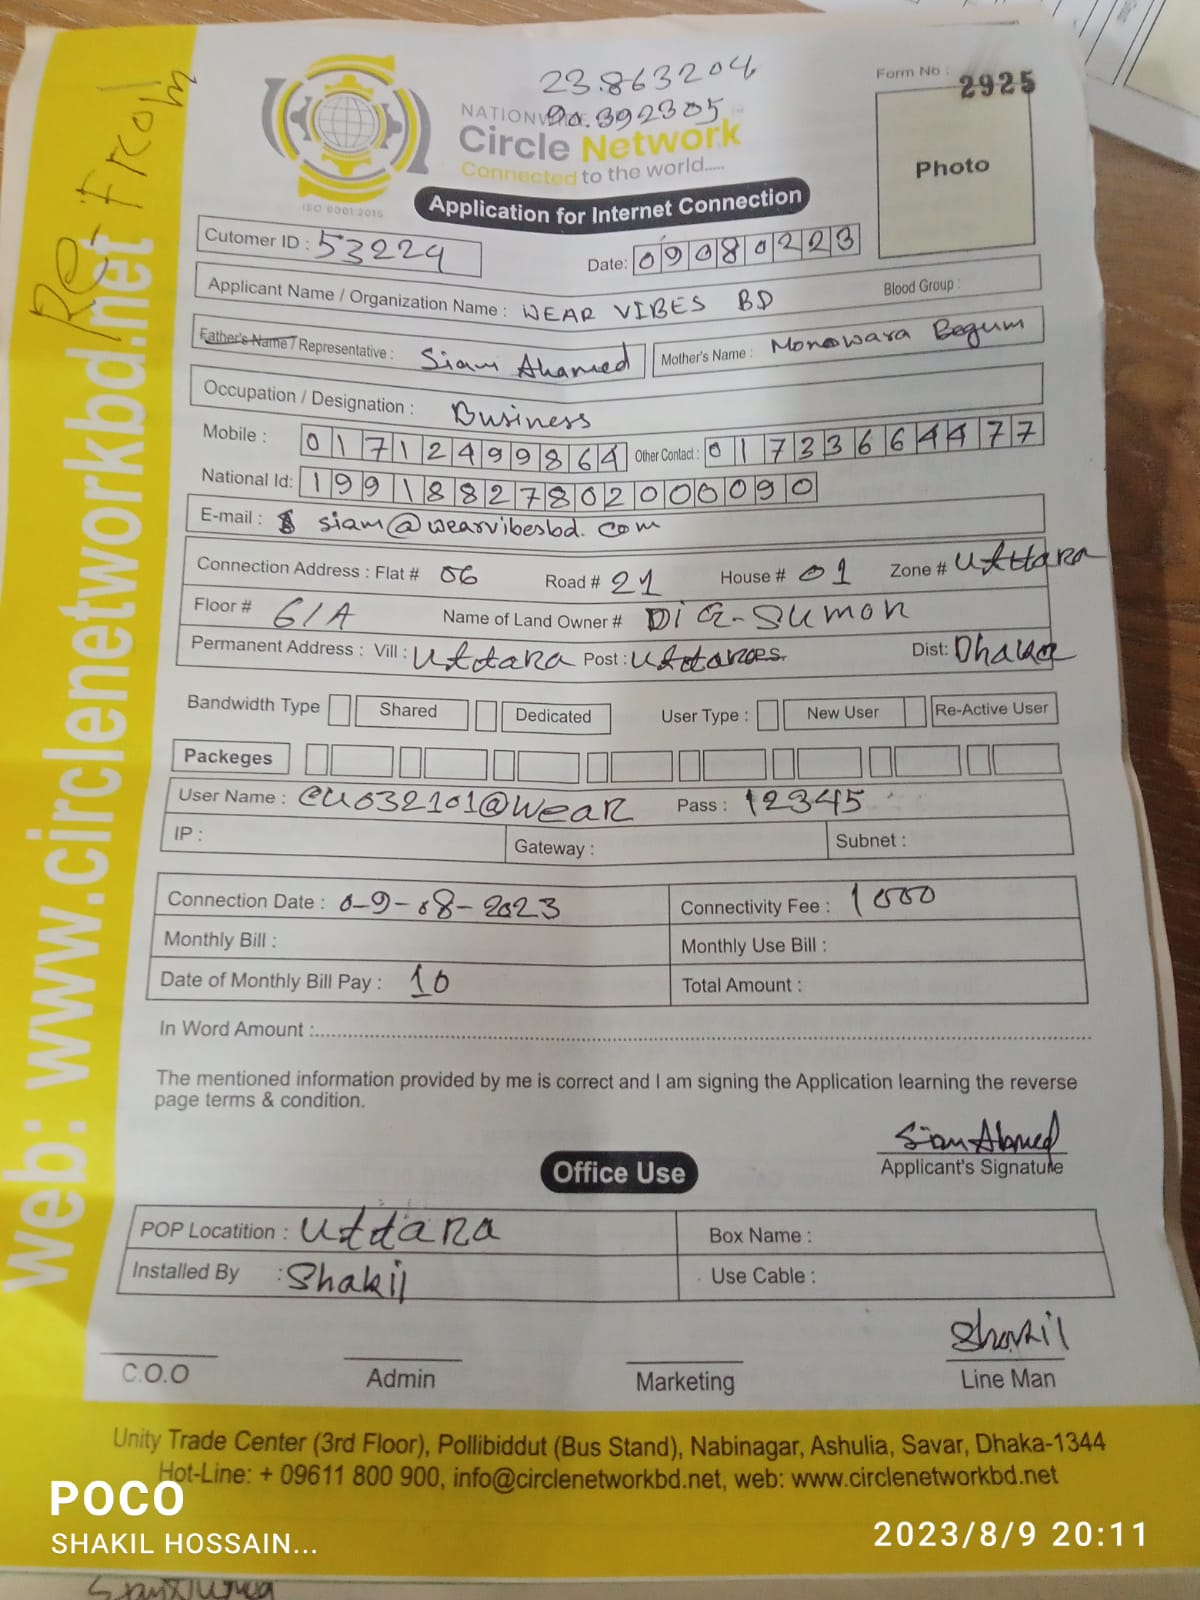 Re-From
23.863204
Form No : 2925
90.392305
NATIONWIDE
Circle Network
Connected to the world.....
Photo
ISO 9001:2015
Application for Internet Connection
Cutomer ID : 53224
Date: 09080223
Applicant Name / Organization Name : WEAR VIBES BD
Blood Group :
Father's Name / Representative : Siam Ahamed
Mother's Name : Monowara Begum
Occupation / Designation : Business
Mobile : 01712499864 Other Contact : 01733664477
National Id: 19918827802000090
E-mail : siam@wearvibesbd.com
Connection Address : Flat # 06 Road # 21 House # 01 Zone # Uttara
Floor # 6/A Name of Land Owner # DiG-Sumon
Permanent Address : Vill : Uttara Post : Dist: Dhaka
Bandwidth Type Shared Dedicated User Type : New User Re-Active User
Packeges
User Name : cu032101@wear Pass : 12345
IP : Gateway : Subnet :
Connection Date : 0-9-08-2023 Connectivity Fee : 1000
Monthly Bill : Monthly Use Bill :
Date of Monthly Bill Pay : 10 Total Amount :
In Word Amount :
The mentioned information provided by me is correct and I am signing the Application learning the reverse
page terms & condition.
Siam Ahmed
Applicant's Signature
Office Use
POP Locatition : Uttara Box Name :
Installed By : Shakil Use Cable :
Shakil
C.O.O Admin Marketing Line Man
Unity Trade Center (3rd Floor), Pollibiddut (Bus Stand), Nabinagar, Ashulia, Savar, Dhaka-1344
Hot-Line: + 09611 800 900, info@circlenetworkbd.net, web: www.circlenetworkbd.net
web: www.circlenetworkbd.net
POCO
SHAKIL HOSSAIN...
2023/8/9 20:11